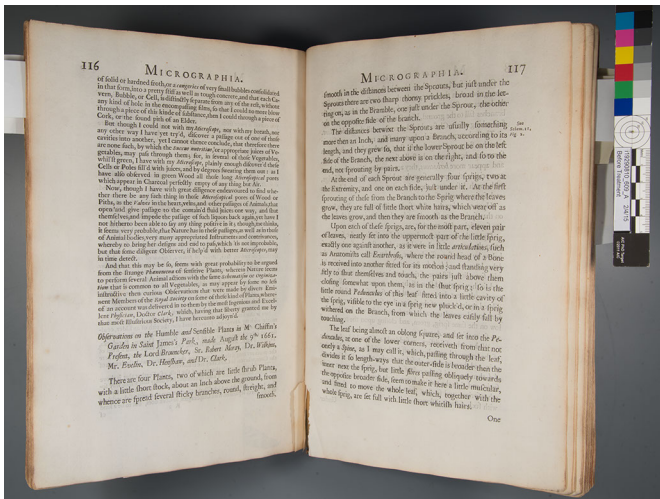 116
MICROGRAPHIA.
of solid or hardned froth, or a congeries of very small bubbles consolidated
in that form, into a pretty stiff as well as tough concrete, and that each Ca-
vern, Bubble, or Cell, is distinctly separate from any of the rest, without
any kind of hole in the encompassing films, so that I could no more blow
through a piece of this kinde of substance, then I could through a piece of
Cork, or the sound pith of an Elder.
But though I could not with my Microscope, nor with my breath, nor
any other way I have yet try'd, discover a passage out of one of those
cavities into another, yet I cannot thence conclude, that therefore there
are none such, by which the Succus nutritius, or appropriate juices of Ve-
getables, may pass through them; for, in several of those Vegetables,
whil'st green, I have with my Microscope, plainly enough discover'd these
Cells or Poles fill'd with juices, and by degrees sweating them out: as I
have also observed in green Wood all those long Microscopical pores
which appear in Charcoal perfectly empty of any thing but Air.
Now, though I have with great diligence endeavoured to find whe-
ther there be any such thing in those Microscopical pores of Wood or
Piths, as the Valves in the heart, veins, and other passages of Animals, that
open and give passage to the contain'd fluid juices one way, and shut
themselves, and impede the passage of such liquors back again, yet have I
not hitherto been able to say any thing positive in it; though, me thinks,
it seems very probable, that Nature has in these passages, as well as in those
of Animal bodies, very many appropriated Instruments and contrivances,
whereby to bring her designs and end to pass, which 'tis not improbable,
but that some diligent Observer, if help'd with better Microscopes, may
in time detect.
And that this may be so, seems with great probability to be argued
from the strange Phænomena of sensitive Plants, wherein Nature seems
to perform several Animal actions with the same Schematism or Organiza-
tion that is common to all Vegetables, as may appear by some no less
instructive then curious Observations that were made by divers Emi-
nent Members of the Royal Society on some of these kind of Plants, where-
of an account was delivered in to them by the most Ingenious and Excel-
lent Physician, Doctor Clark, which, having that liberty granted me by
that most Illustrious Society, I have hereunto adjoyn'd.
Observations on the Humble and Sensible Plants in Mr Chiffin's
Garden in Saint James's Park, made August the 9th 1661.
Present, the Lord Brouncker, Sr. Robert Moray, Dr. Wilkins,
Mr. Evelin, Dr. Henshaw, and Dr. Clark.
There are four Plants, two of which are little shrub Plants,
with a little short stock, about an Inch above the ground, from
whence are spread several sticky branches, round, streight, and
smooth
117
MICROGRAPHIA.
smooth in the distances between the Sprouts, but just under the
Sprouts there are two sharp thorny prickles, broad in the let-
ting on, as in the Bramble, one just under the Sprout, the other
on the opposite side of the branch.
The distances betwixt the Sprouts are usually something
more then an Inch, and many upon a Branch, according to its
length, and they grow so, that if the lower Sprout be on the left
side of the Branch, the next above is on the right, and so to the
end, not sprouting by pairs.
See
Fig 2.
At the end of each Sprout are generally four sprigs, two at
the Extremity, and one on each side, just under it. At the first
sprouting of these from the Branch to the Sprig where the leaves
grow, they are full of little short white hairs, which wear off as
the leaves grow, and then they are smooth as the Branch.
Upon each of these sprigs, are, for the most part, eleven pair
of leaves, neatly set into the uppermost part of the little sprig,
exactly one against another, as it were in little articulations, such
as Anatomists call Enarthrosis, where the round head of a Bone
is received into another fitted for its motion; and standing very
fitly to shut themselves and touch, the pairs just above them
closing somewhat upon them, as in the shut sprig; so is the
little round Pedunculus of this leaf fitted into a little cavity of
the sprig, visible to the eye in a sprig new pluck'd, or in a sprig
withered on the Branch, from which the leaves easily fall by
touching.
The leaf being almost an oblong square, and set into the Pe-
dunculus, at one of the lower corners, receiveth from that not
onely a Spine, as I may call it, which, passing through the leaf,
divides it so length-ways that the outer-side is broader then the
inner next the sprig, but little fibres passing obliquely towards
the opposite broader side, seem to make it here a little muscular,
and fitted to move the whole leaf, which, together with the
whole sprig, are set full with little short whitish hairs.
One
Before Treatment